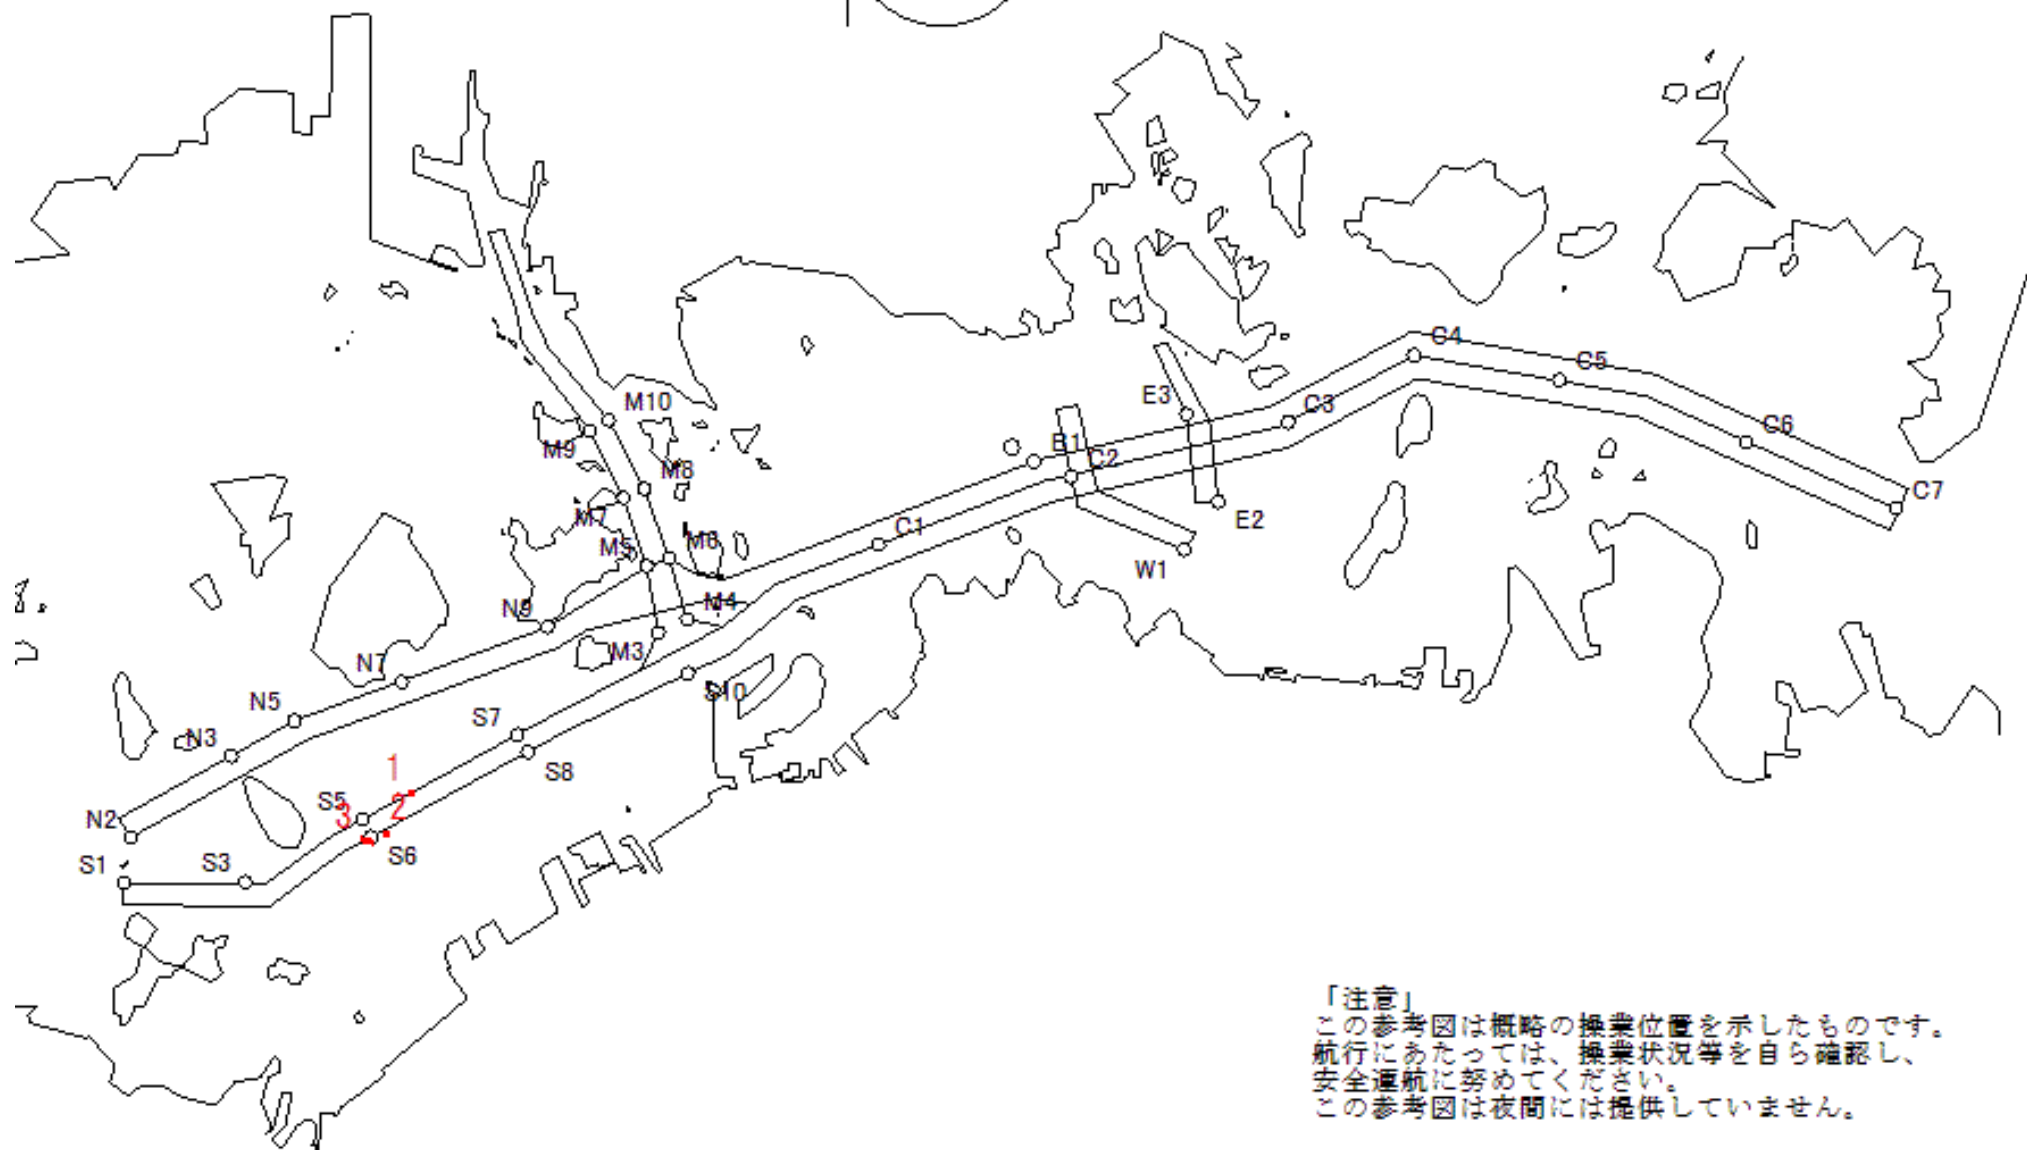 C4
C5
E3
M10
C3
C6
M9
B1
C2
M8
C7
M7
E2
C1
M5
M6
W1
N9
M4
M3
N7
S10
N5
S7
N3
S8
1
S5
2
3
N2
S6
S1
S3
「注意」
この参考図は概略の操業位置を示したものです。
航行にあたっては、操業状況等を自ら確認し、
安全運航に努めてください。
この参考図は夜間には提供していません。